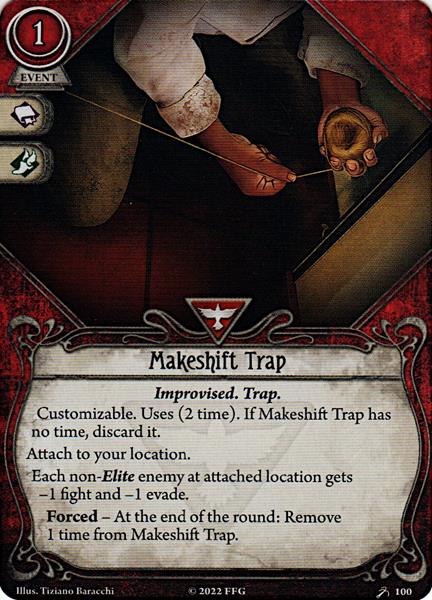 1
EVENT
Makeshift Trap
Improvised. Trap.
Customizable. Uses (2 time). If Makeshift Trap has
no time, discard it.
Attach to your location.
Each non-Elite enemy at attached location gets
–1 fight and –1 evade.
Forced – At the end of the round: Remove
1 time from Makeshift Trap.
Illus. Tiziano Baracchi © 2022 FFG 100